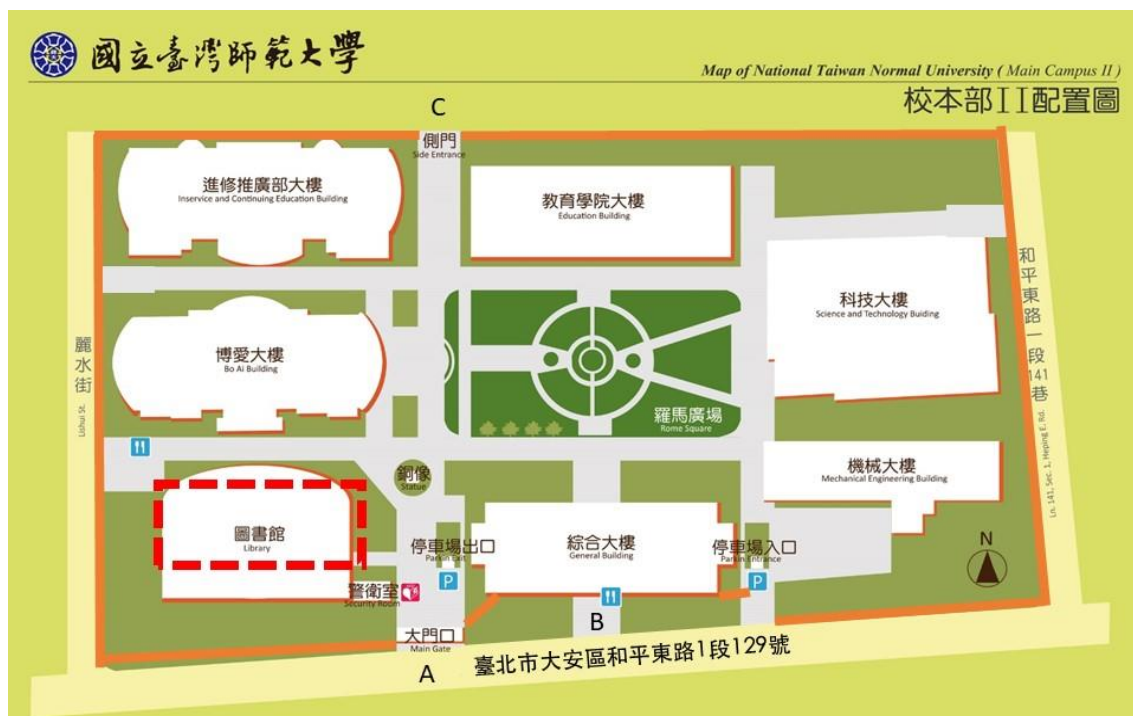 國立臺灣師範大學
Map of National Taiwan Normal University ( Main Campus II )
校本部II配置圖
C
側門
Side Entrance
進修推廣部大樓
Inservice and Continuing Education Building
教育學院大樓
Education Building
科技大樓
Science and Technology Buiding
和平東路一段141巷
Ln. 141, Sec. 1, Heping E. Rd.
麗水街
Lishui St.
博愛大樓
Bo Ai Building
羅馬廣場
Rome Square
銅像
Statue
機械大樓
Mechanical Engineering Building
圖書館
Library
停車場出口
Parkin Exit
P
綜合大樓
General Building
停車場入口
Parkin Entrance
P
N
警衛室
Security Room
大門口
Main Gate
A
B
臺北市大安區和平東路1段129號